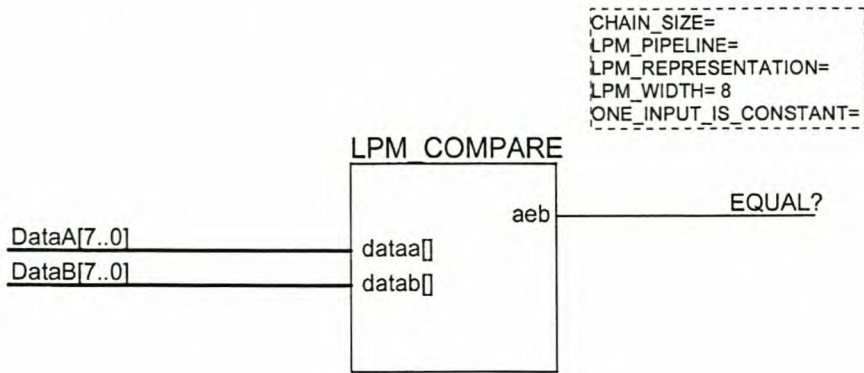 CHAIN_SIZE=
LPM_PIPELINE=
LPM_REPRESENTATION=
LPM_WIDTH= 8
ONE_INPUT_IS_CONSTANT=
LPM_COMPARE
aeb
EQUAL?
DataA[7..0]
dataa[]
DataB[7..0]
datab[]